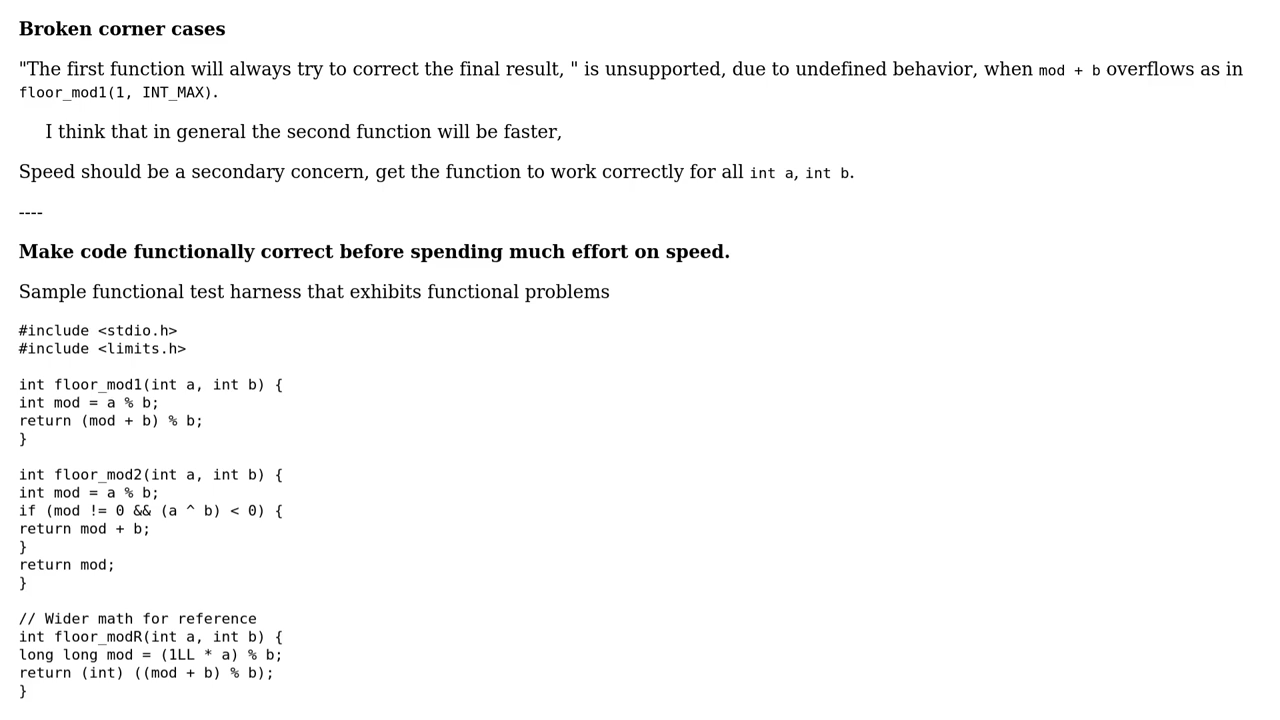 Broken corner cases
"The first function will always try to correct the final result, " is unsupported, due to undefined behavior, when mod + b overflows as in
floor_mod1(1, INT_MAX).
I think that in general the second function will be faster,
Speed should be a secondary concern, get the function to work correctly for all int a, int b.
----
Make code functionally correct before spending much effort on speed.
Sample functional test harness that exhibits functional problems
#include <stdio.h>
#include <limits.h>
int floor_mod1(int a, int b) {
int mod = a % b;
return (mod + b) % b;
}
int floor_mod2(int a, int b) {
int mod = a % b;
if (mod != 0 && (a ^ b) < 0) {
return mod + b;
}
return mod;
}
// Wider math for reference
int floor_modR(int a, int b) {
long long mod = (1LL * a) % b;
return (int) ((mod + b) % b);
}